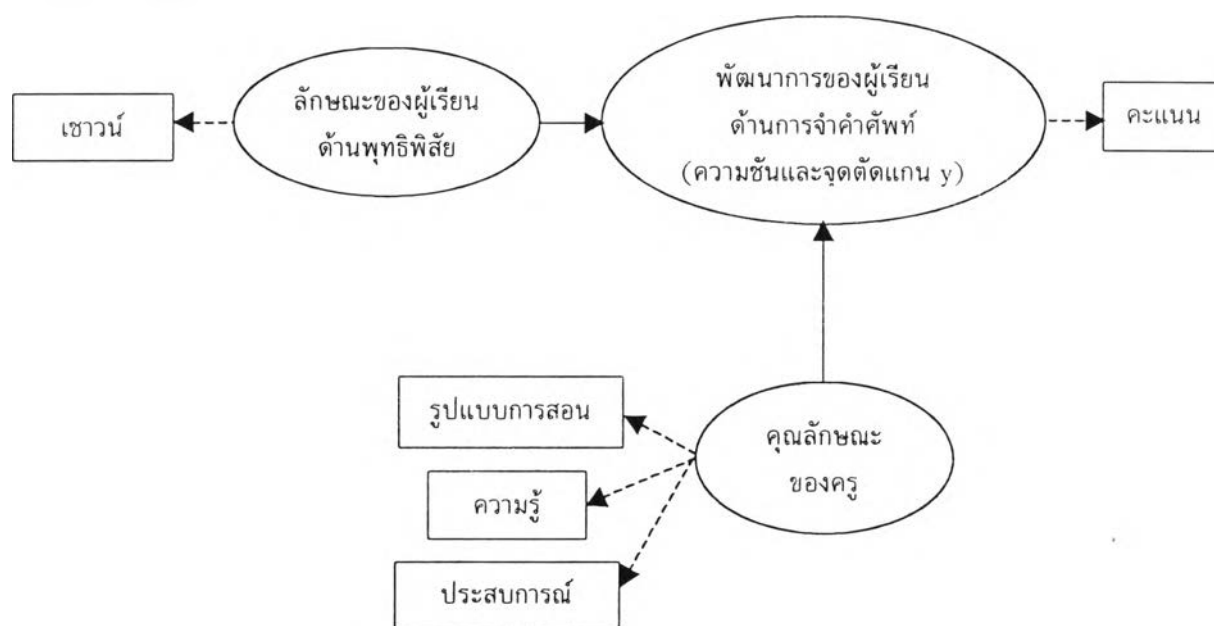 เชาวน์
ลักษณะของผู้เรียน
ด้านพุทธิพิสัย
พัฒนาการของผู้เรียน
ด้านการจำคำศัพท์
(ความชันและจุดตัดแกน y)
คะแนน
รูปแบบการสอน
ความรู้
ประสบการณ์
คุณลักษณะ
ของครู